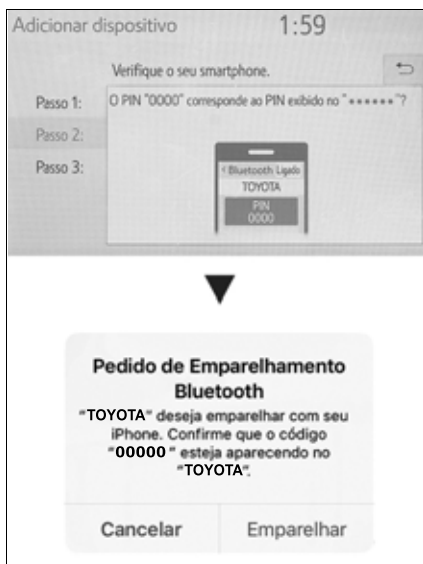 Adicionar dispositivo 1:59
Verifique o seu smartphone.
Passo 1:
O PIN "0000" corresponde ao PIN exibido no "••••••"?
Passo 2:
Passo 3:
< Bluetooth Ligado
TOYOTA
PIN
0000
Pedido de Emparelhamento
Bluetooth
"TOYOTA" deseja emparelhar com seu
iPhone. Confirme que o código
"00000 " esteja aparecendo no
"TOYOTA".
Cancelar Emparelhar